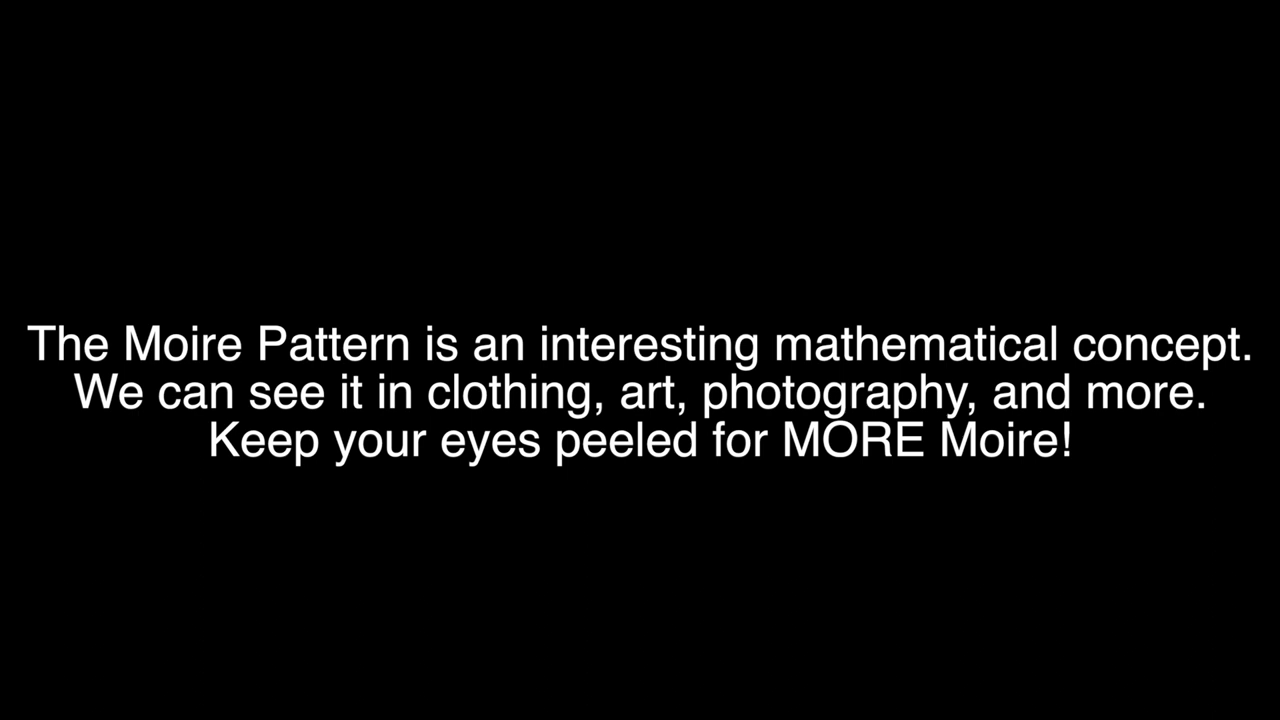 The Moire Pattern is an interesting mathematical concept.
We can see it in clothing, art, photography, and more.
Keep your eyes peeled for MORE Moire!